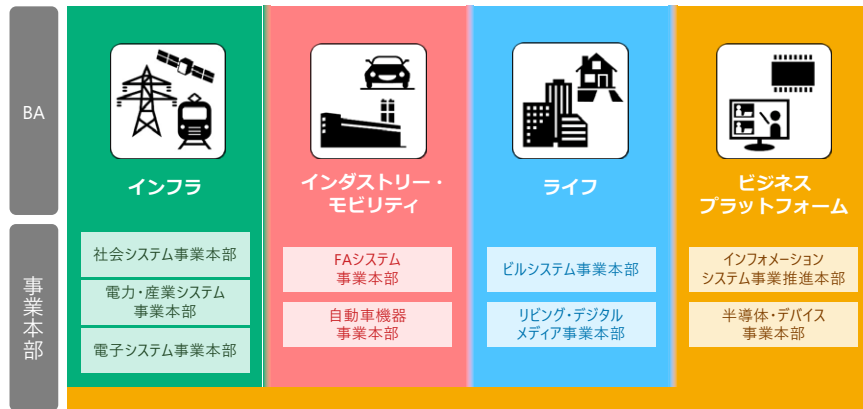 BA
インフラ
インダストリー・
モビリティ
ライフ
ビジネス
プラットフォーム
事業本部
社会システム事業本部
電力・産業システム
事業本部
電子システム事業本部
FAシステム
事業本部
自動車機器
事業本部
ビルシステム事業本部
リビング・デジタル
メディア事業本部
インフォメーション
システム事業推進本部
半導体・デバイス
事業本部